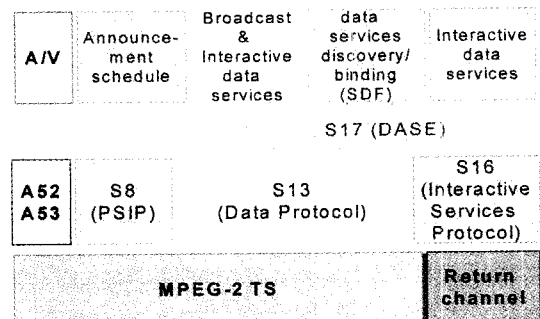 A/V
Announce-
ment
schedule
Broadcast
&
Interactive
data
services
data
services
discovery/
binding
(SDF)
Interactive
data
services
S17 (DASE)
A52
A53
S8
(PSIP)
S13
(Data Protocol)
S16
(Interactive
Services
Protocol)
MPEG-2 TS
Return
channel